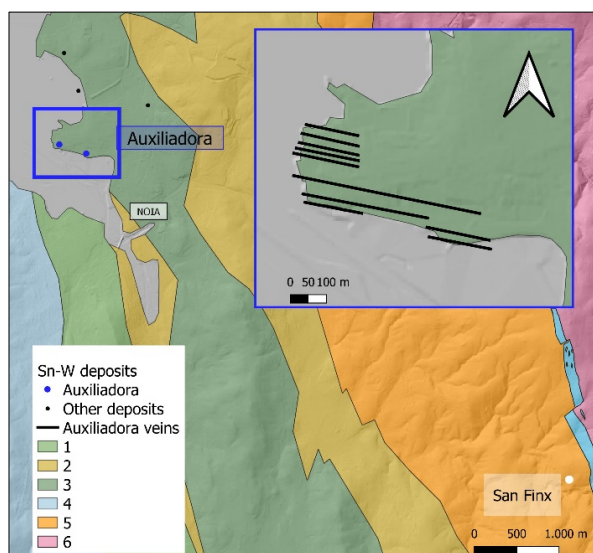 Auxiliadora
NOIA
0 50 100 m
Sn-W deposits
Auxiliadora
Other deposits
Auxiliadora veins
1
2
3
4
5
6
San Finx
0 500 1.000 m